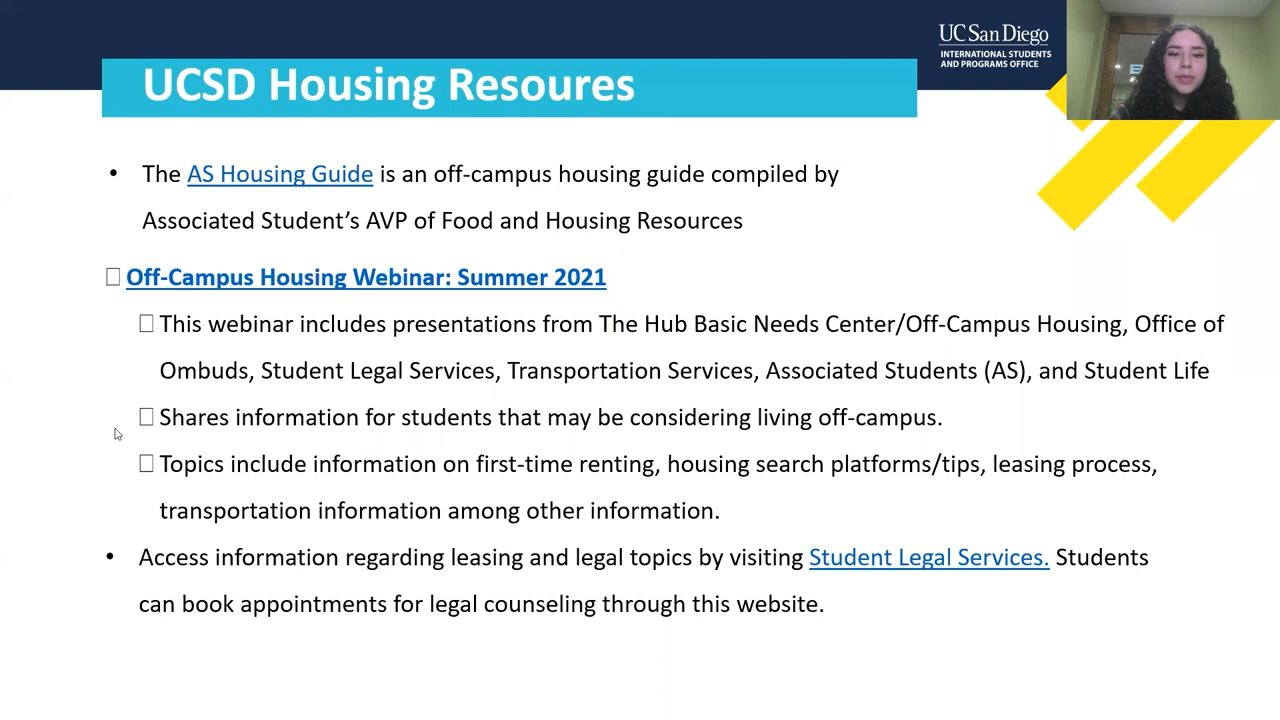 UC San Diego
INTERNATIONAL STUDENTS
AND PROGRAMS OFFICE
UCSD Housing Resoures
• The AS Housing Guide is an off-campus housing guide compiled by
Associated Student’s AVP of Food and Housing Resources
□ Off-Campus Housing Webinar: Summer 2021
□ This webinar includes presentations from The Hub Basic Needs Center/Off-Campus Housing, Office of
Ombuds, Student Legal Services, Transportation Services, Associated Students (AS), and Student Life
□ Shares information for students that may be considering living off-campus.
□ Topics include information on first-time renting, housing search platforms/tips, leasing process,
transportation information among other information.
• Access information regarding leasing and legal topics by visiting Student Legal Services. Students
can book appointments for legal counseling through this website.